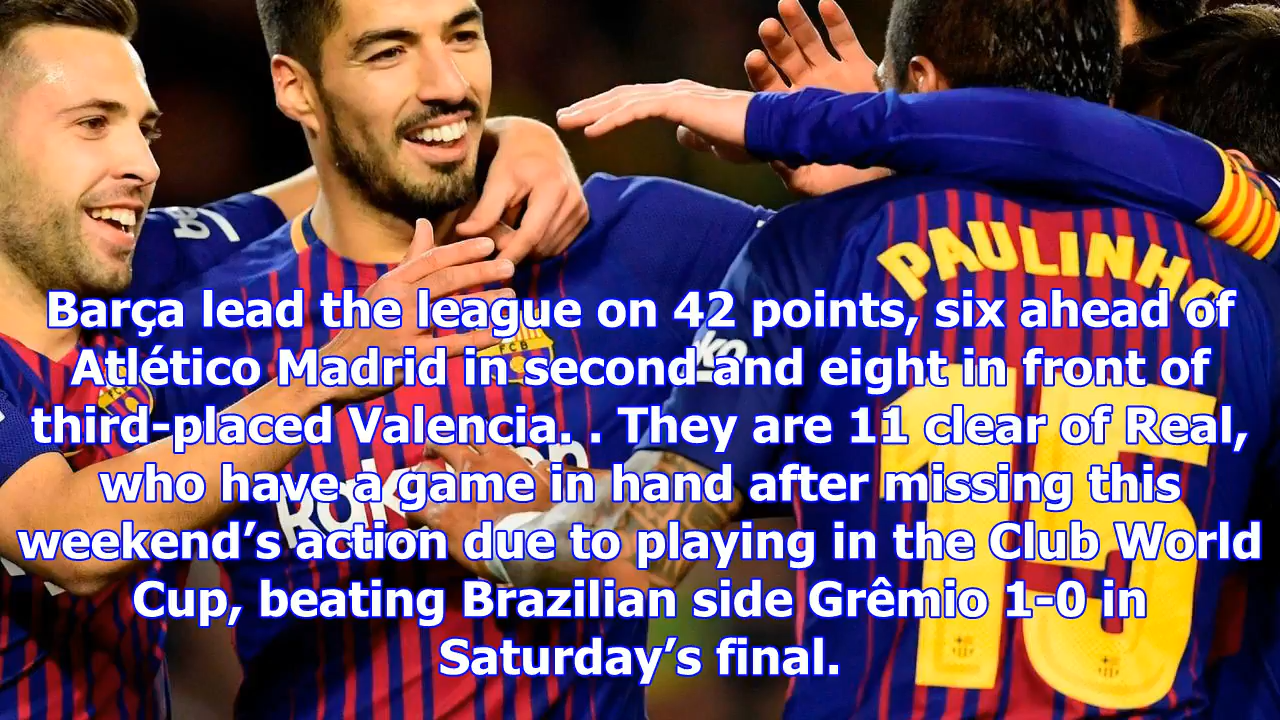 PAULINHO
15
FCB
Barça lead the league on 42 points, six ahead of
Atlético Madrid in second and eight in front of
third-placed Valencia. . They are 11 clear of Real,
who have a game in hand after missing this
weekend’s action due to playing in the Club World
Cup, beating Brazilian side Grêmio 1-0 in
Saturday’s final.